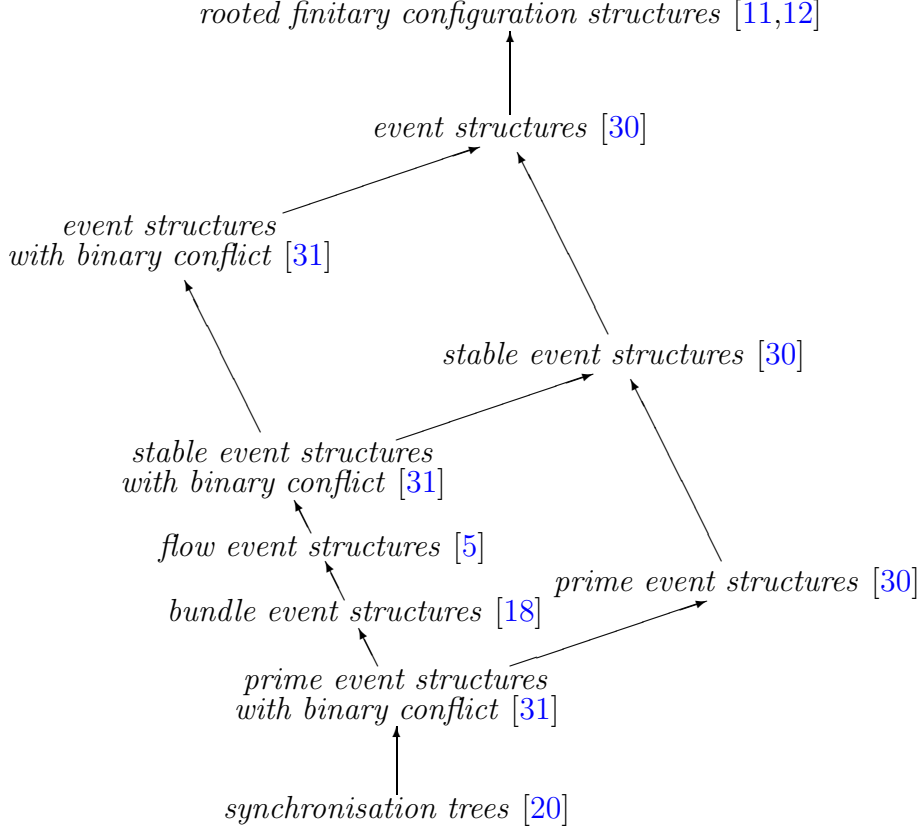 rooted finitary configuration structures [11,12]
event structures [30]
event structures
with binary conflict [31]
stable event structures [30]
stable event structures
with binary conflict [31]
flow event structures [5]
prime event structures [30]
bundle event structures [18]
prime event structures
with binary conflict [31]
synchronisation trees [20]